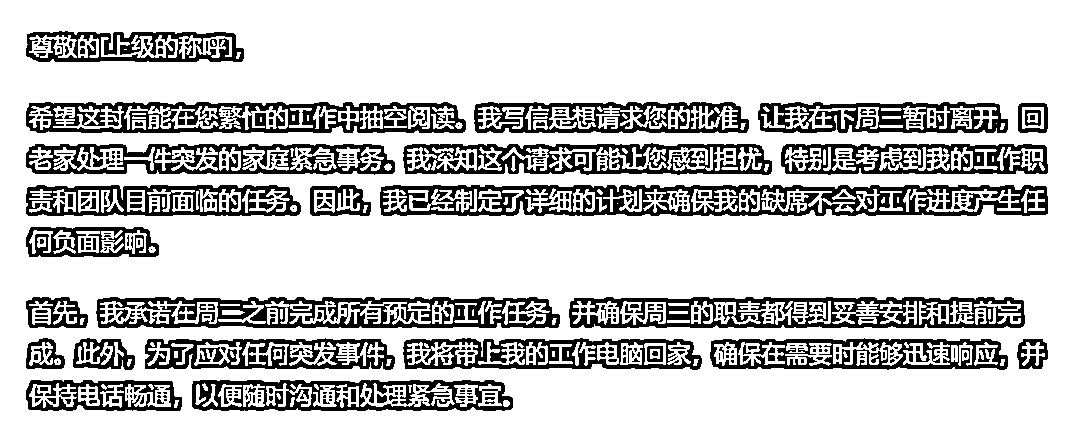 尊敬的[上级的称呼]，
希望这封信能在您繁忙的工作中抽空阅读。我写信是想请求您的批准，让我在下周三暂时离开，回
老家处理一件突发的家庭紧急事务。我深知这个请求可能让您感到担忧，特别是考虑到我的工作职
责和团队目前面临的任务。因此，我已经制定了详细的计划来确保我的缺席不会对工作进度产生任
何负面影响。
首先，我承诺在周三之前完成所有预定的工作任务，并确保周三的职责都得到妥善安排和提前完
成。此外，为了应对任何突发事件，我将带上我的工作电脑回家，确保在需要时能够迅速响应，并
保持电话畅通，以便随时沟通和处理紧急事宜。